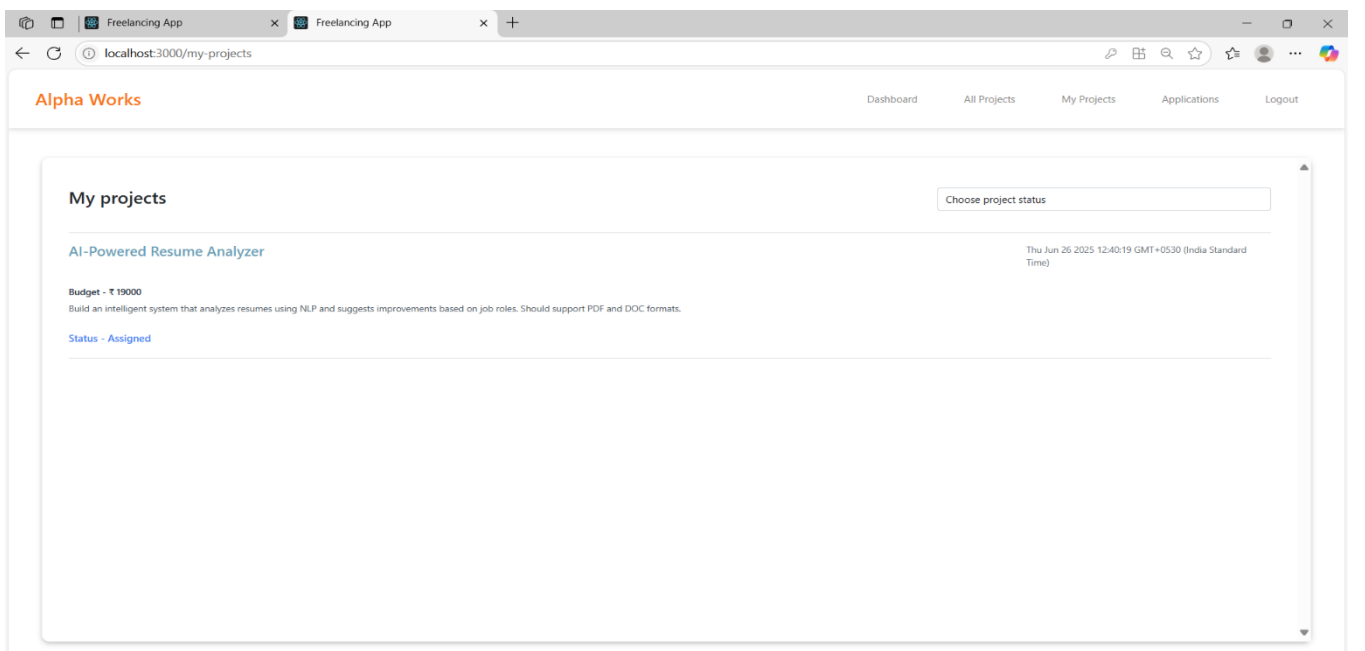 Freelancing App
Freelancing App
localhost:3000/my-projects
Alpha Works
Dashboard
All Projects
My Projects
Applications
Logout
My projects
Choose project status
AI-Powered Resume Analyzer
Thu Jun 26 2025 12:40:19 GMT+0530 (India Standard
Time)
Budget - ₹ 19000
Build an intelligent system that analyzes resumes using NLP and suggests improvements based on job roles. Should support PDF and DOC formats.
Status - Assigned